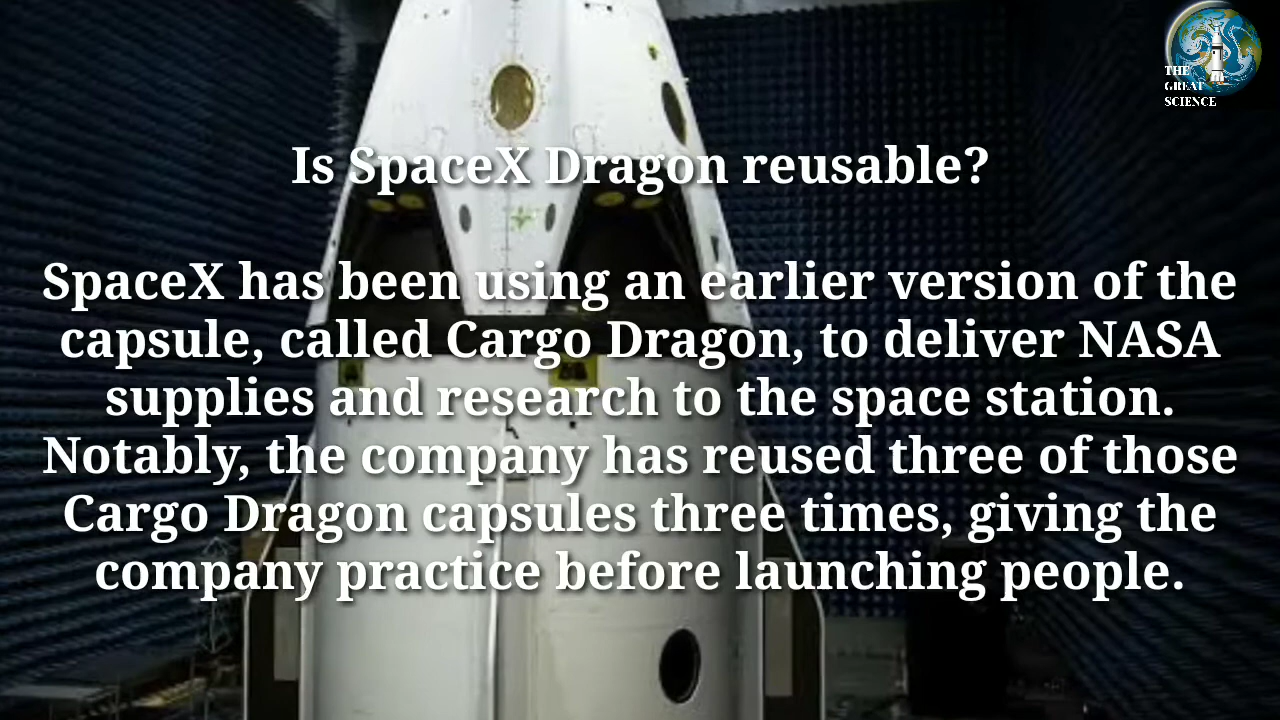 THE
GREAT
SCIENCE
Is SpaceX Dragon reusable?
SpaceX has been using an earlier version of the
capsule, called Cargo Dragon, to deliver NASA
supplies and research to the space station.
Notably, the company has reused three of those
Cargo Dragon capsules three times, giving the
company practice before launching people.